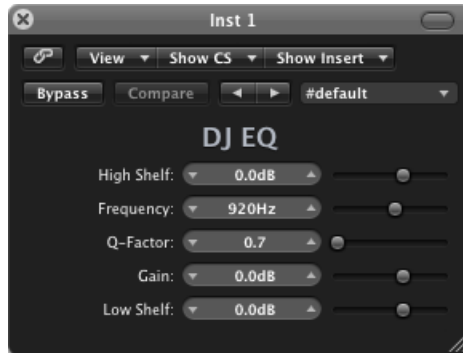 Inst 1
View Show CS Show Insert
Bypass Compare #default
DJ EQ
High Shelf: 0.0dB
Frequency: 920Hz
Q-Factor: 0.7
Gain: 0.0dB
Low Shelf: 0.0dB